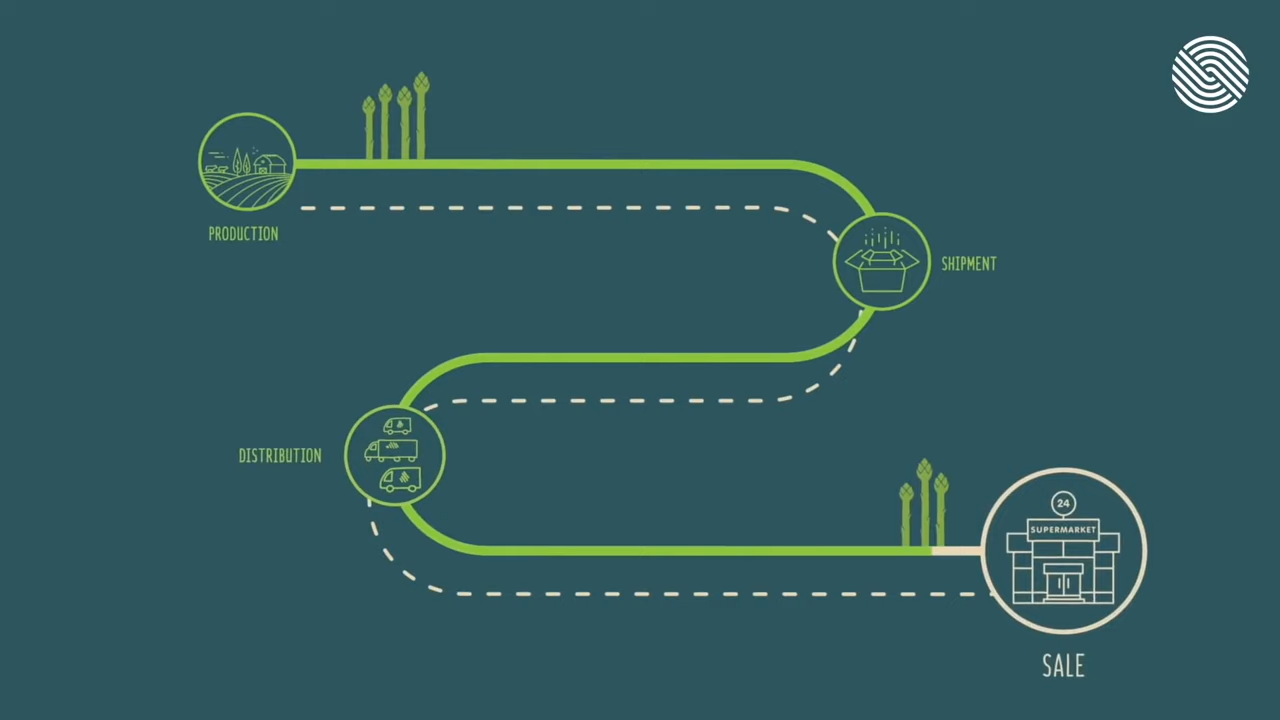 PRODUCTION
SHIPMENT
DISTRIBUTION
24
SUPERMARKET
SALE